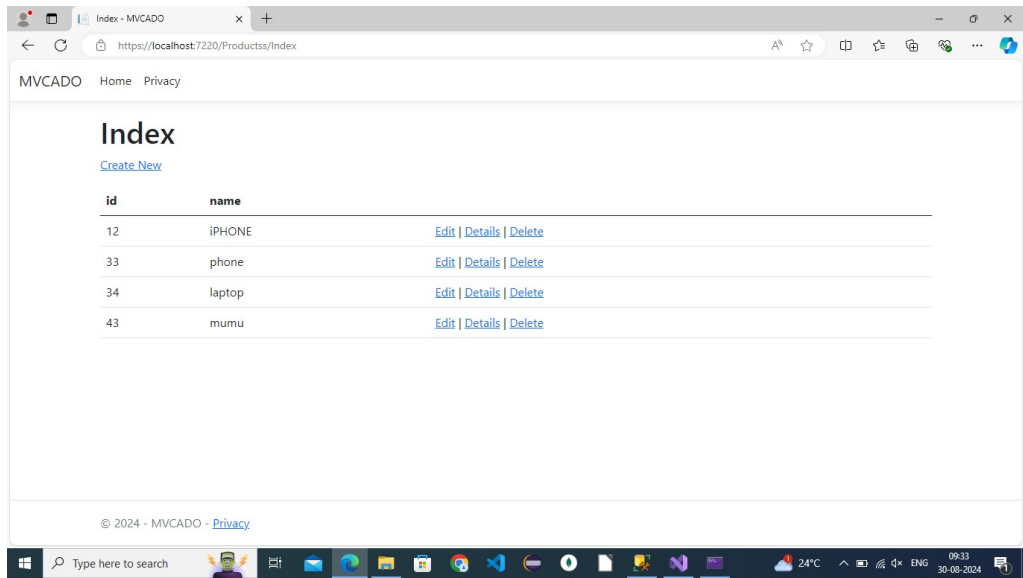 Index - MVCADO
https://localhost:7220/Productss/Index
MVCADO Home Privacy
Index
Create New
id name
12 iPHONE Edit | Details | Delete
33 phone Edit | Details | Delete
34 laptop Edit | Details | Delete
43 mumu Edit | Details | Delete
© 2024 - MVCADO - Privacy
Type here to search 24°C ENG 09:33
30-08-2024